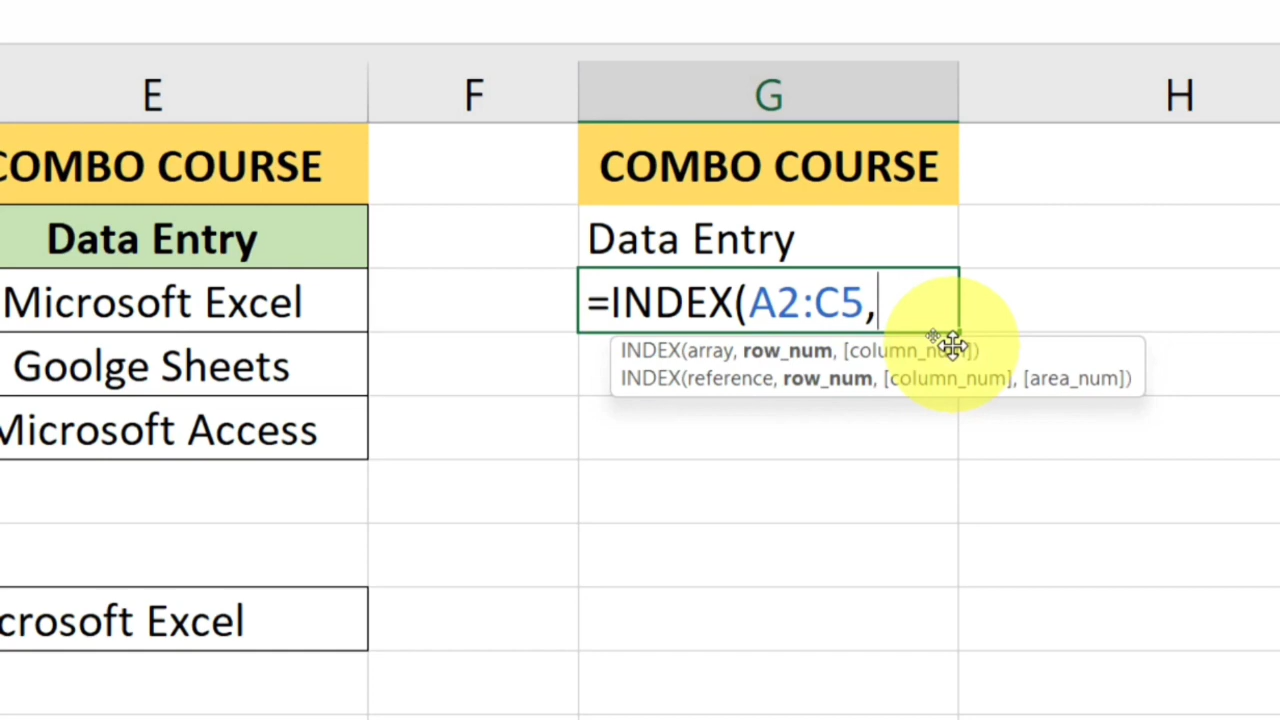 E F G H
COMBO COURSE COMBO COURSE
Data Entry Data Entry
Microsoft Excel =INDEX(A2:C5,
INDEX(array, row_num, [column_num])
Goolge Sheets
INDEX(reference, row_num, [column_num], [area_num])
Microsoft Access
crosoft Excel